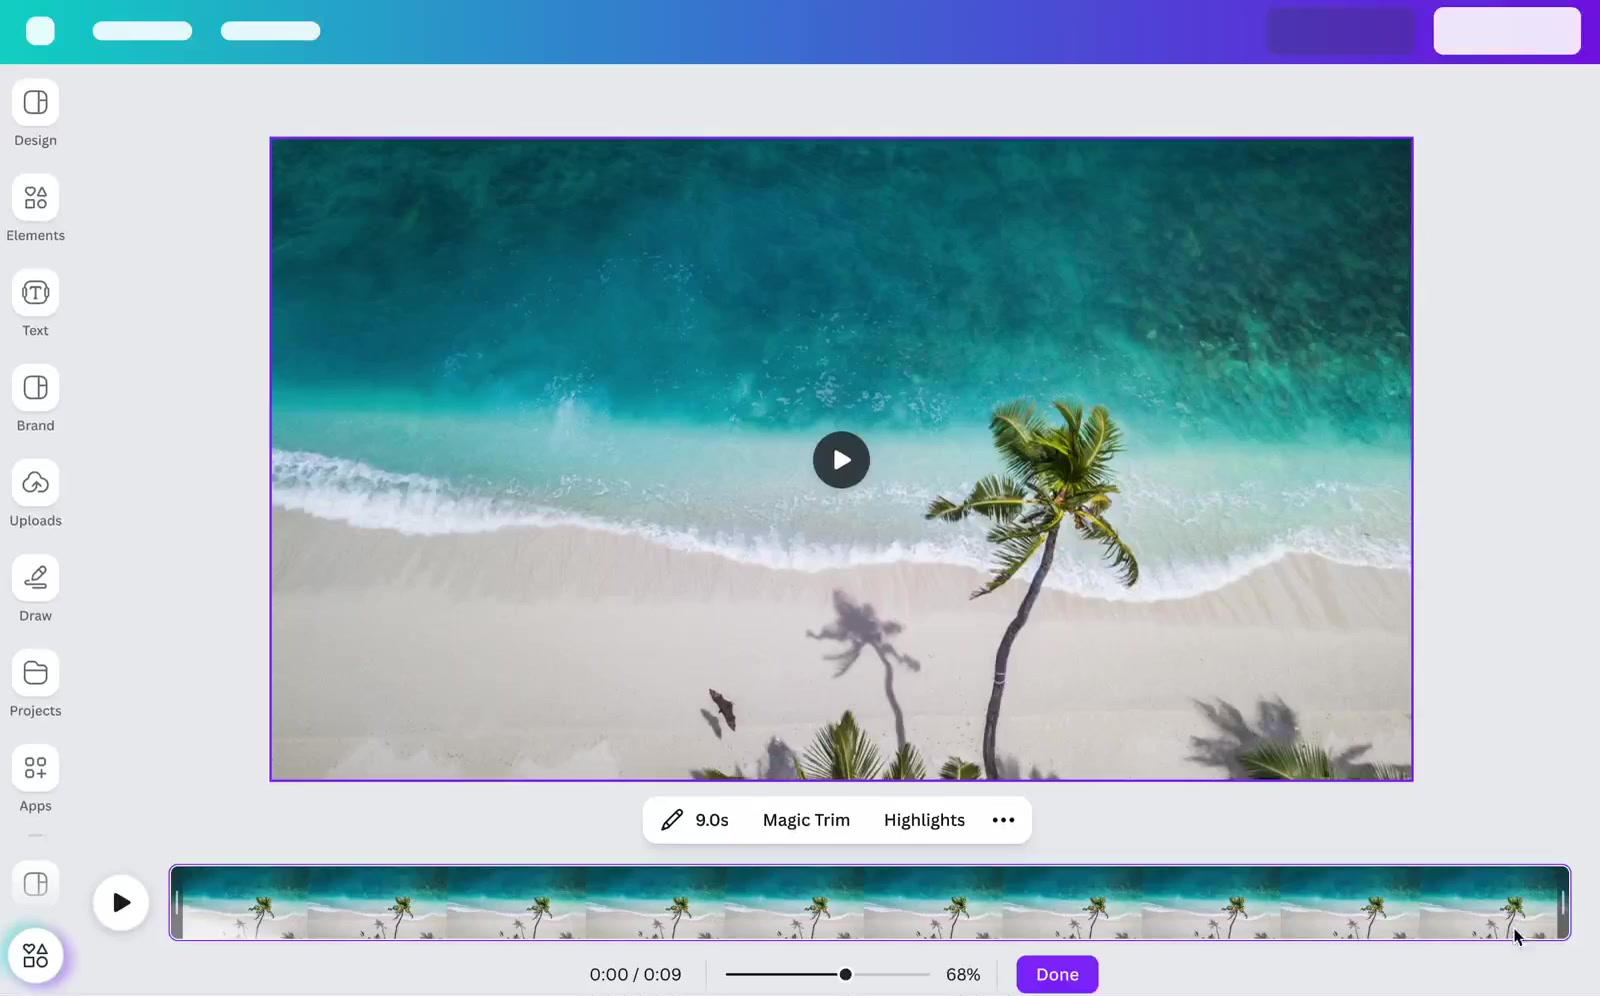 Design
Elements
Text
Brand
Uploads
Draw
Projects
Apps
9.0s Magic Trim Highlights
0:00 / 0:09 68% Done